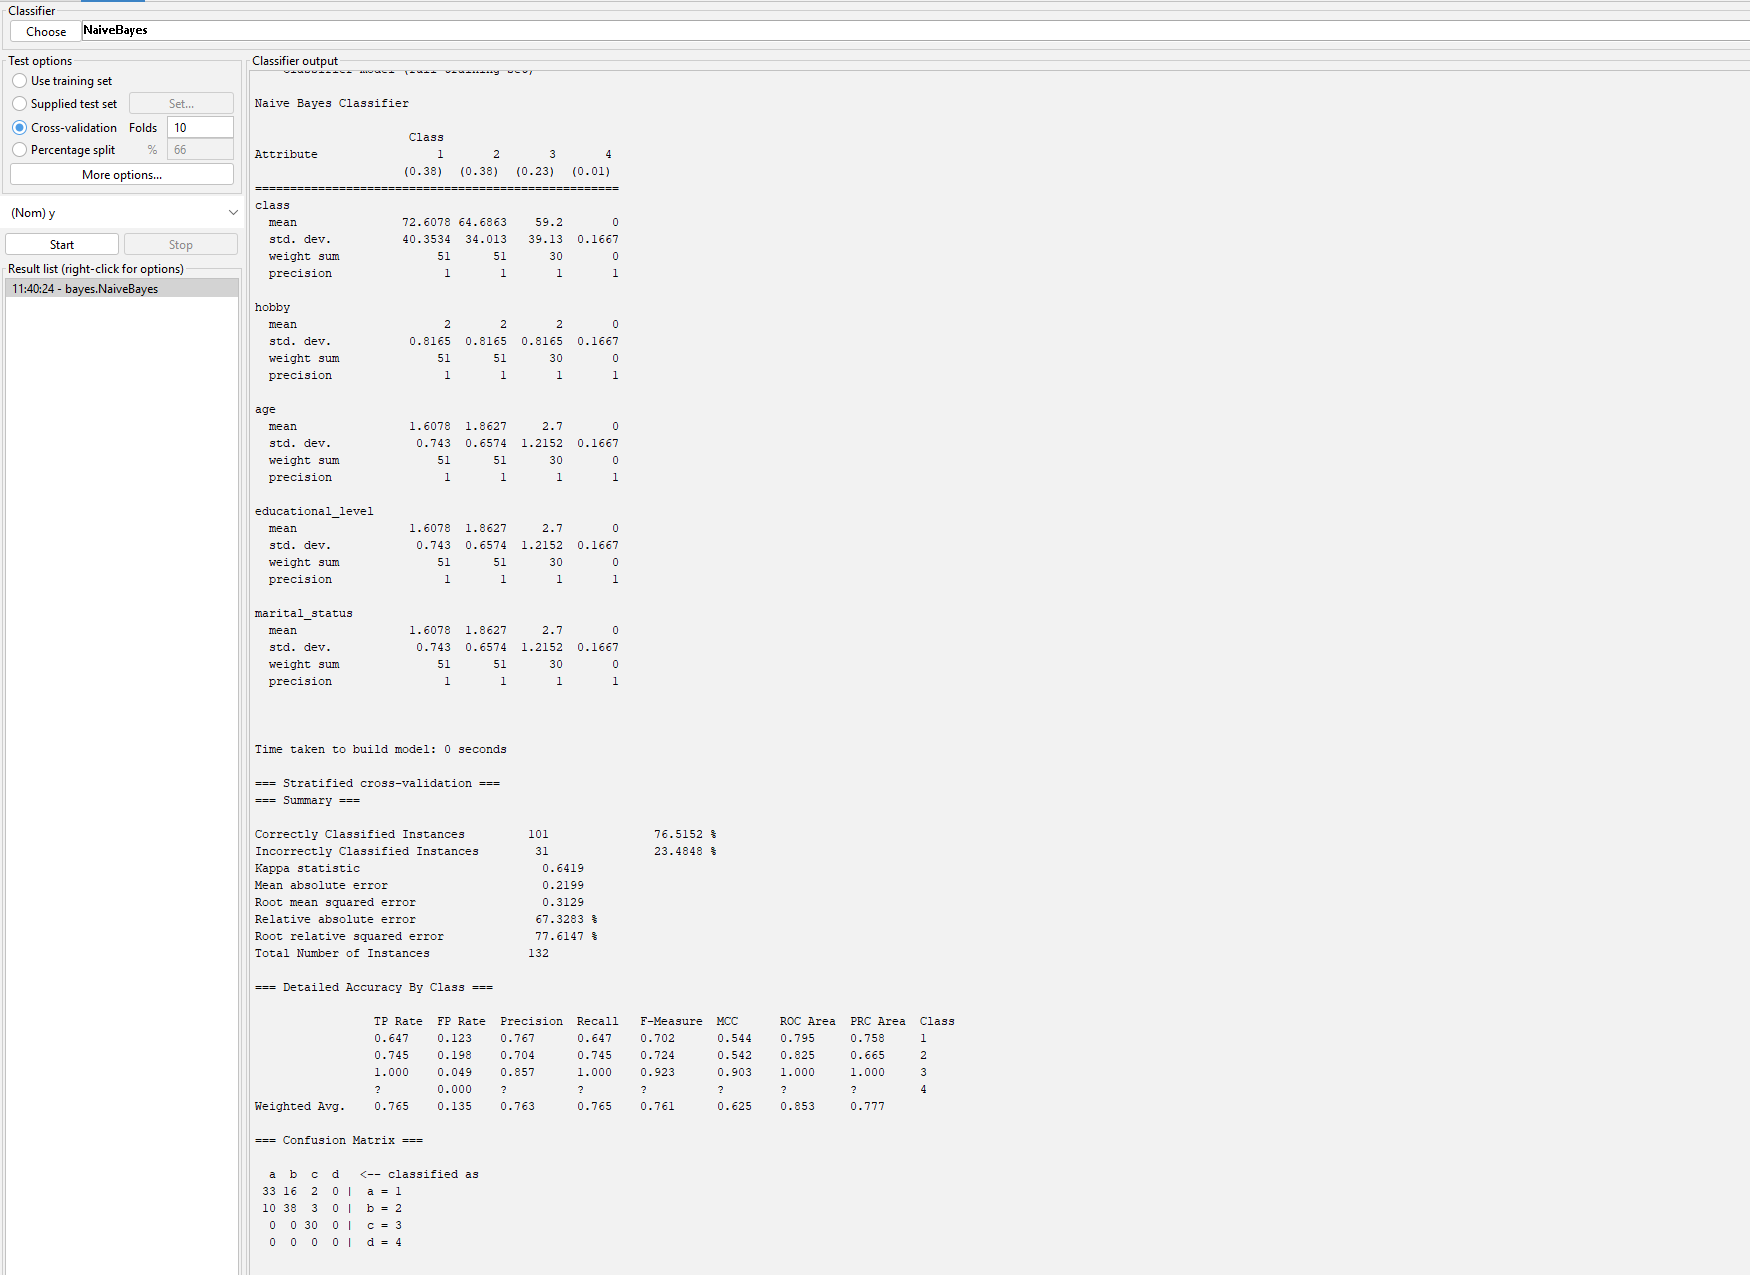 Classifier
Choose NaiveBayes
Test options
Use training set
Supplied test set Set...
Cross-validation Folds 10
Percentage split % 66
More options...
(Nom) y
Start Stop
Result list (right-click for options)
11:40:24 - bayes.NaiveBayes
Classifier output
Classifier model (full training set)
Naive Bayes Classifier
Class
Attribute 1 2 3 4
(0.38) (0.38) (0.23) (0.01)
====================================================
class
mean 72.6078 64.6863 59.2 0
std. dev. 40.3534 34.013 39.13 0.1667
weight sum 51 51 30 0
precision 1 1 1 1
hobby
mean 2 2 2 0
std. dev. 0.8165 0.8165 0.8165 0.1667
weight sum 51 51 30 0
precision 1 1 1 1
age
mean 1.6078 1.8627 2.7 0
std. dev. 0.743 0.6574 1.2152 0.1667
weight sum 51 51 30 0
precision 1 1 1 1
educational_level
mean 1.6078 1.8627 2.7 0
std. dev. 0.743 0.6574 1.2152 0.1667
weight sum 51 51 30 0
precision 1 1 1 1
marital_status
mean 1.6078 1.8627 2.7 0
std. dev. 0.743 0.6574 1.2152 0.1667
weight sum 51 51 30 0
precision 1 1 1 1
Time taken to build model: 0 seconds
=== Stratified cross-validation ===
=== Summary ===
Correctly Classified Instances 101 76.5152 %
Incorrectly Classified Instances 31 23.4848 %
Kappa statistic 0.6419
Mean absolute error 0.2199
Root mean squared error 0.3129
Relative absolute error 67.3283 %
Root relative squared error 77.6147 %
Total Number of Instances 132
=== Detailed Accuracy By Class ===
TP Rate FP Rate Precision Recall F-Measure MCC ROC Area PRC Area Class
0.647 0.123 0.767 0.647 0.702 0.544 0.795 0.758 1
0.745 0.198 0.704 0.745 0.724 0.542 0.825 0.665 2
1.000 0.049 0.857 1.000 0.923 0.903 1.000 1.000 3
? 0.000 ? ? ? ? ? ? 4
Weighted Avg. 0.765 0.135 0.763 0.765 0.761 0.625 0.853 0.777
=== Confusion Matrix ===
a b c d <-- classified as
33 16 2 0 | a = 1
10 38 3 0 | b = 2
0 0 30 0 | c = 3
0 0 0 0 | d = 4